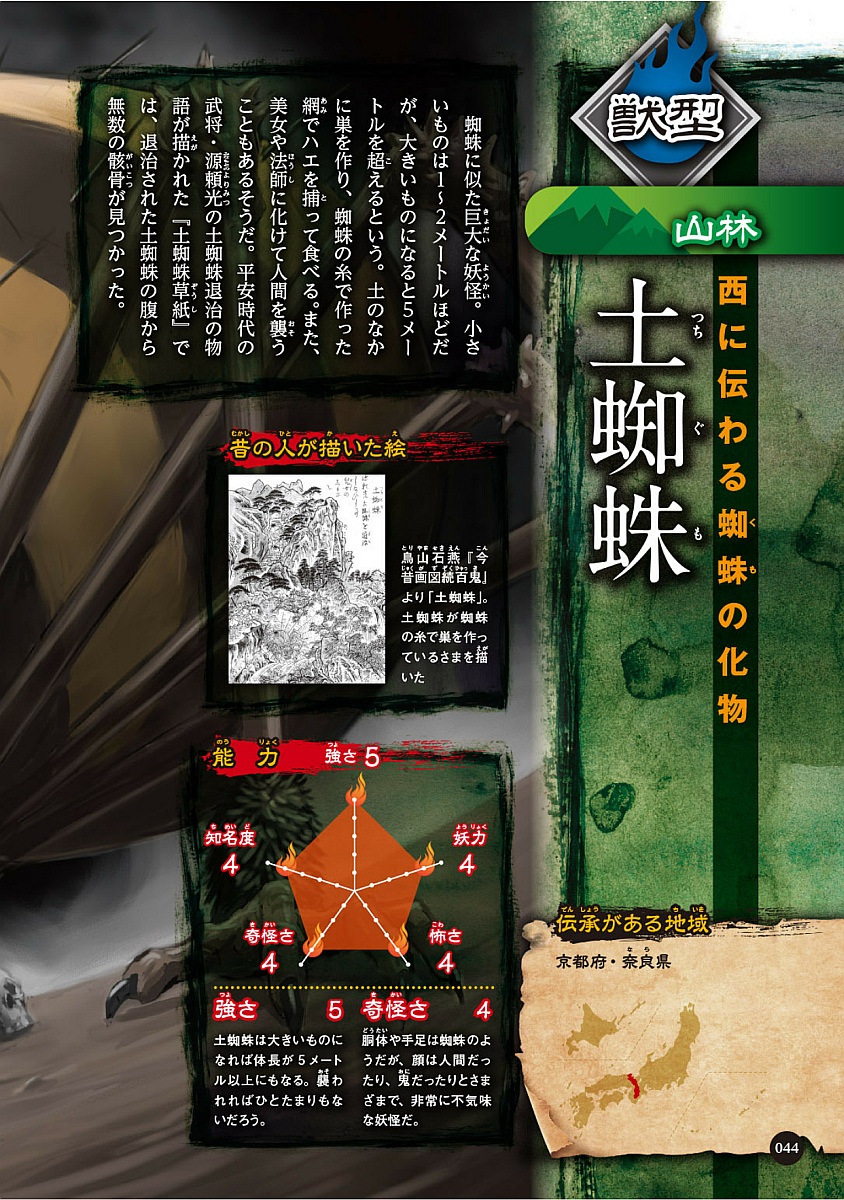 獣型
山林
西に伝わる蜘蛛の化物
土蜘蛛
つちぐも
蜘蛛に似た巨大な妖怪。小さ
いものは1〜2メートルほどだ
が、大きいものになると5メー
トルを超えるという。土のなか
に巣を作り、蜘蛛の糸で作った
網でハエを捕って食べる。また、
美女や法師に化けて人間を襲う
こともあるそうだ。平安時代の
武将・源頼光の土蜘蛛退治の物
語が描かれた『土蜘蛛草紙』で
は、退治された土蜘蛛の腹から
無数の骸骨が見つかった。
昔の人が描いた絵
土蜘蛛
鳥山石燕『今
昔画図続百鬼』
より「土蜘蛛」。
土蜘蛛が蜘蛛
の糸で巣を作っ
ているさまを描
いた
能力
強さ 5
知名度 4
妖力 4
奇怪さ 4
怖さ 4
強さ 5
土蜘蛛は大きいものに
なれば体長が5メート
ル以上にもなる。襲わ
れればひとたまりもな
いだろう。
奇怪さ 4
胴体や手足は蜘蛛のよ
うだが、顔は人間だっ
たり、鬼だったりとさま
ざまで、非常に不気味
な妖怪だ。
伝承がある地域
京都府・奈良県
044